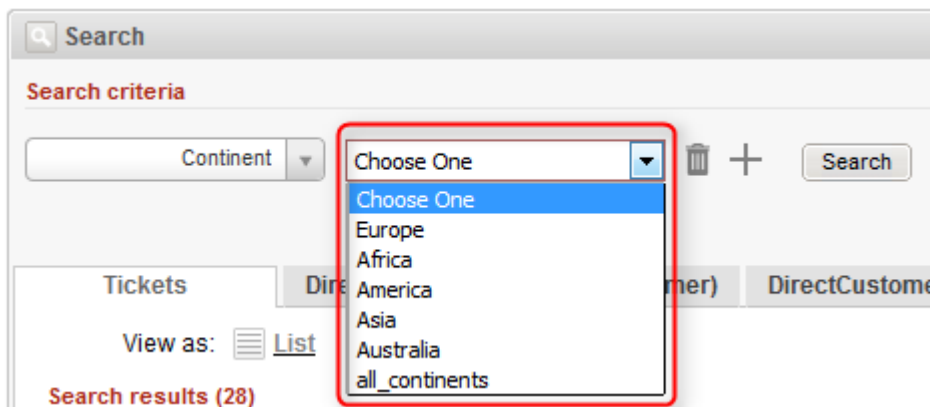 Search
Search criteria
Continent Choose One Search
Choose One
Europe
Africa
America
Asia
Australia
all_continents
Tickets Dire mer) DirectCustome
View as: List
Search results (28)